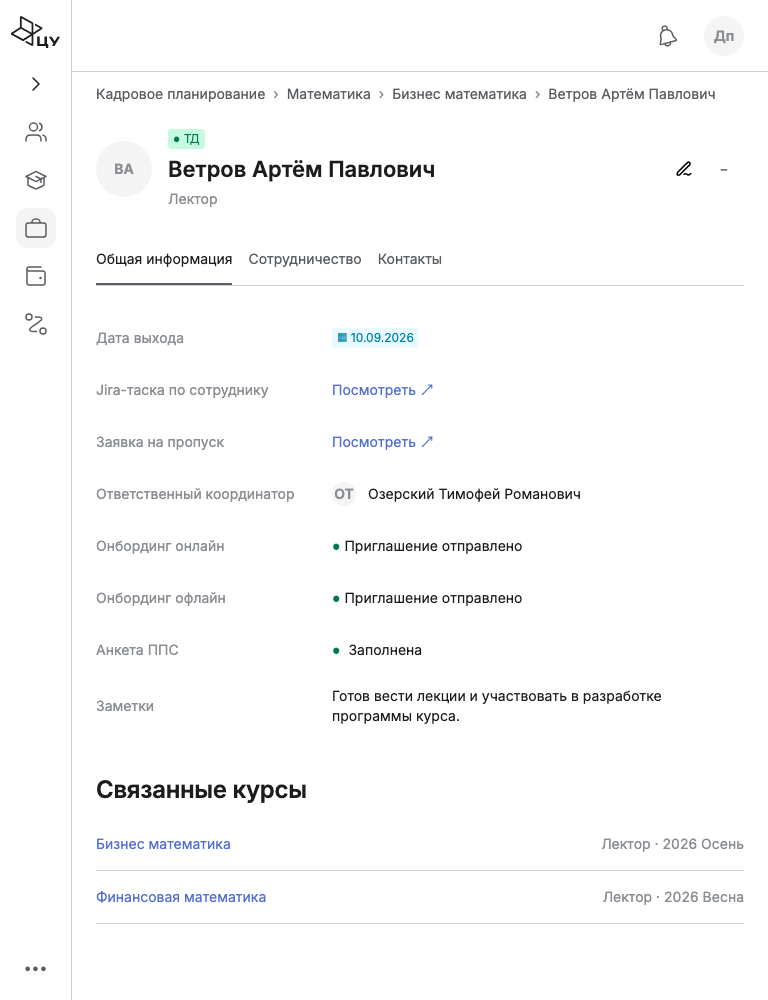 ЦУ
Дп
Кадровое планирование › Математика › Бизнес математика › Ветров Артём Павлович
ТД
ВА
Ветров Артём Павлович
–
Лектор
Общая информация Сотрудничество Контакты
Дата выхода 10.09.2026
Jira-таска по сотруднику Посмотреть ↗
Заявка на пропуск Посмотреть ↗
Ответственный координатор ОТ Озерский Тимофей Романович
Онбординг онлайн ● Приглашение отправлено
Онбординг офлайн ● Приглашение отправлено
Анкета ППС ● Заполнена
Заметки Готов вести лекции и участвовать в разработке
программы курса.
Связанные курсы
Бизнес математика Лектор · 2026 Осень
Финансовая математика Лектор · 2026 Весна